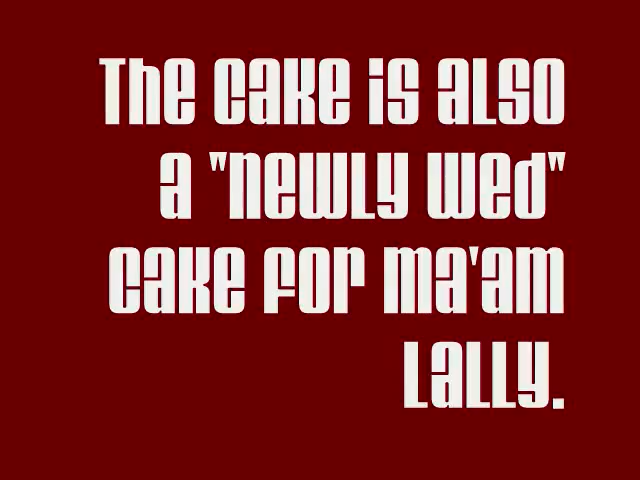 The cake is also
a "newly wed"
cake for ma'am
Lally.